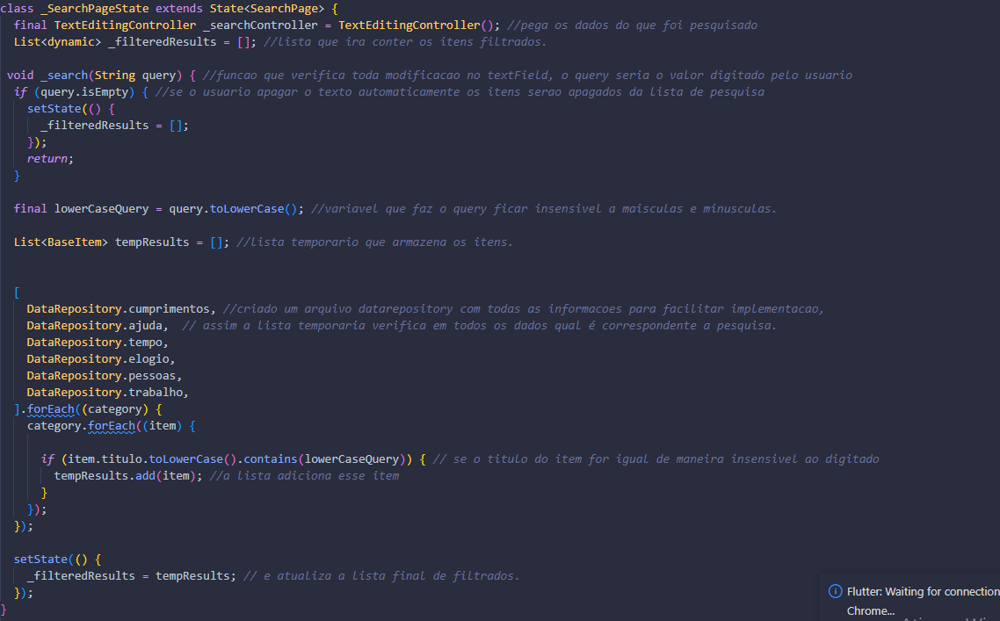 class _SearchPageState extends State<SearchPage> {
final TextEditingController _searchController = TextEditingController(); //pega os dados do que foi pesquisado
List<dynamic> _filteredResults = []; //lista que ira conter os itens filtrados.
void _search(String query) { //funcao que verifica toda modificacao no textField, o query seria o valor digitado pelo usuario
if (query.isEmpty) { //se o usuario apagar o texto automaticamente os itens serao apagados da lista de pesquisa
setState(() {
_filteredResults = [];
});
return;
}
final lowerCaseQuery = query.toLowerCase(); //variavel que faz o query ficar insensivel a maisculas e minusculas.
List<BaseItem> tempResults = []; //lista temporario que armazena os itens.
[
DataRepository.cumprimentos, //criado um arquivo datarepository com todas as informacoes para facilitar implementacao,
DataRepository.ajuda, // assim a lista temporaria verifica em todos os dados qual é correspondente a pesquisa.
DataRepository.tempo,
DataRepository.elogio,
DataRepository.pessoas,
DataRepository.trabalho,
].forEach((category) {
category.forEach((item) {
if (item.titulo.toLowerCase().contains(lowerCaseQuery)) { // se o titulo do item for igual de maneira insensivel ao digitado
tempResults.add(item); //a lista adiciona esse item
}
});
});
setState(() {
_filteredResults = tempResults; // e atualiza a lista final de filtrados.
});
}
Flutter: Waiting for connection
Chrome...